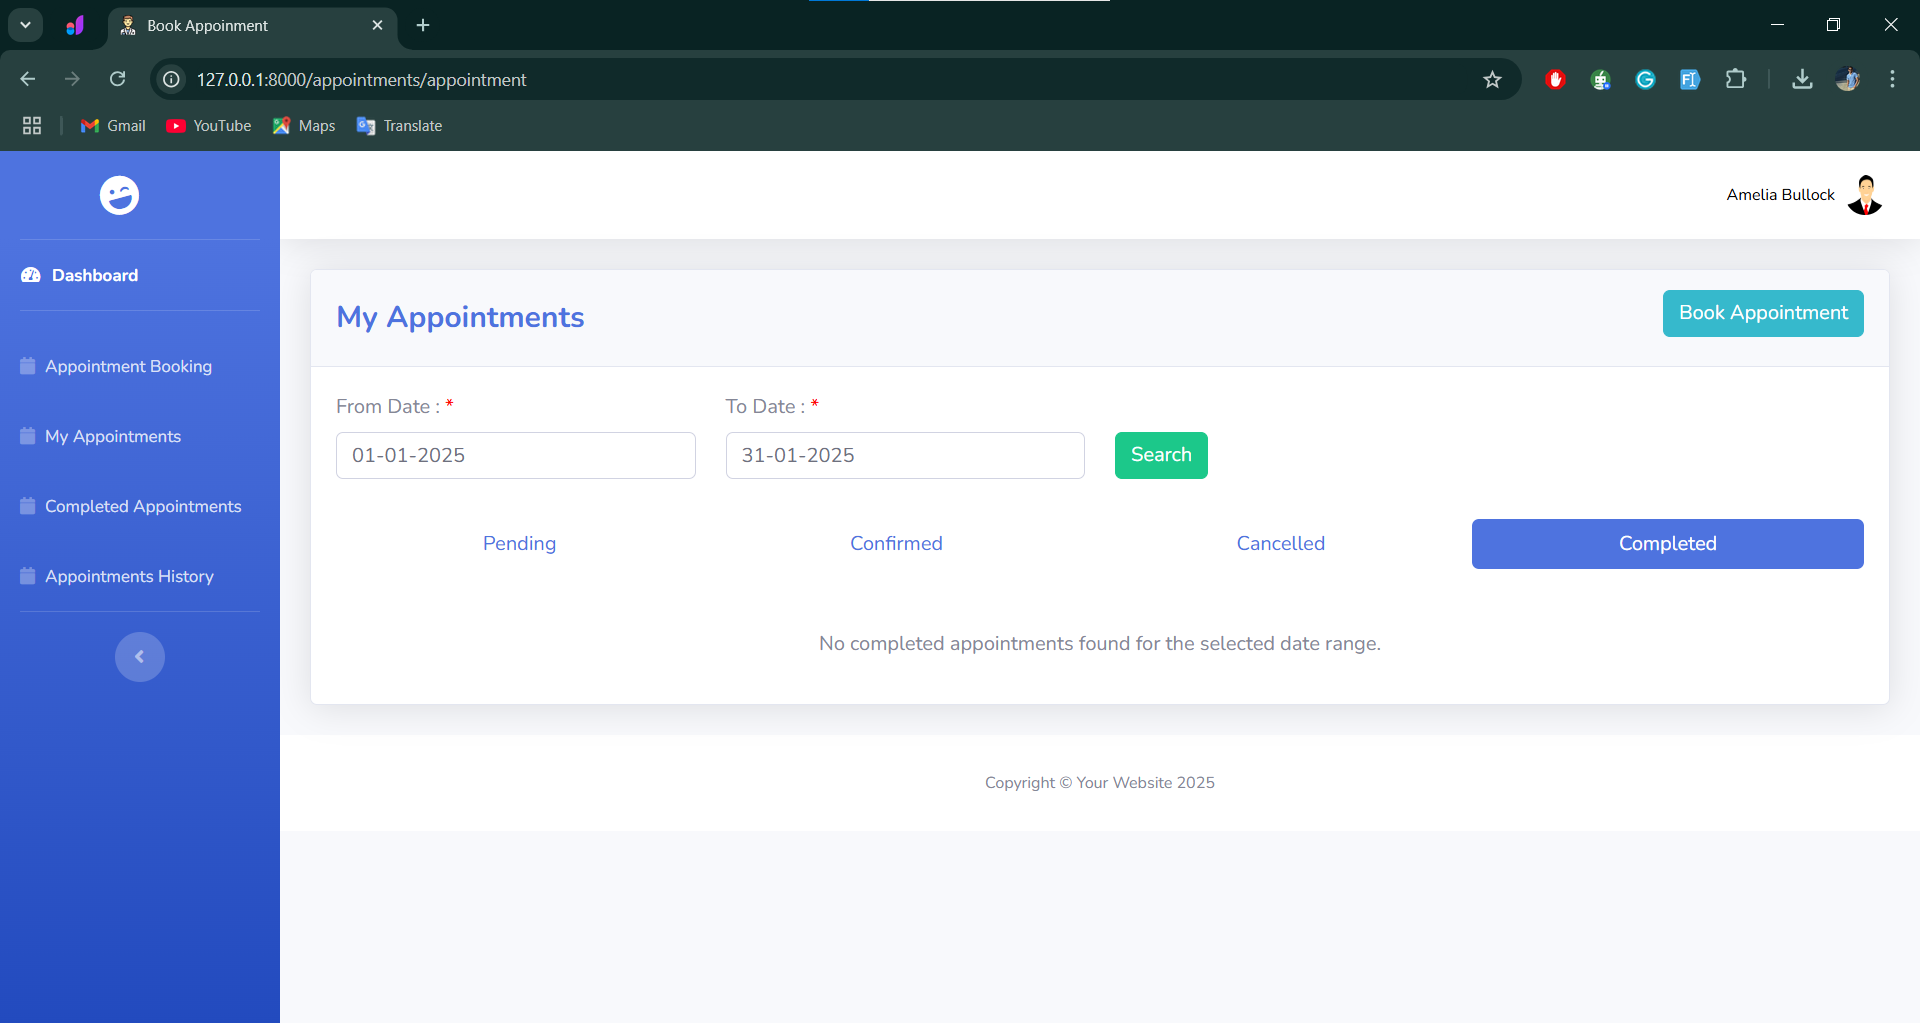 Book Appoinment
127.0.0.1:8000/appointments/appointment
Gmail YouTube Maps Translate
Amelia Bullock
Dashboard
Appointment Booking
My Appointments
Completed Appointments
Appointments History
My Appointments
Book Appointment
From Date : *
To Date : *
01-01-2025
31-01-2025
Search
Pending Confirmed Cancelled Completed
No completed appointments found for the selected date range.
Copyright © Your Website 2025